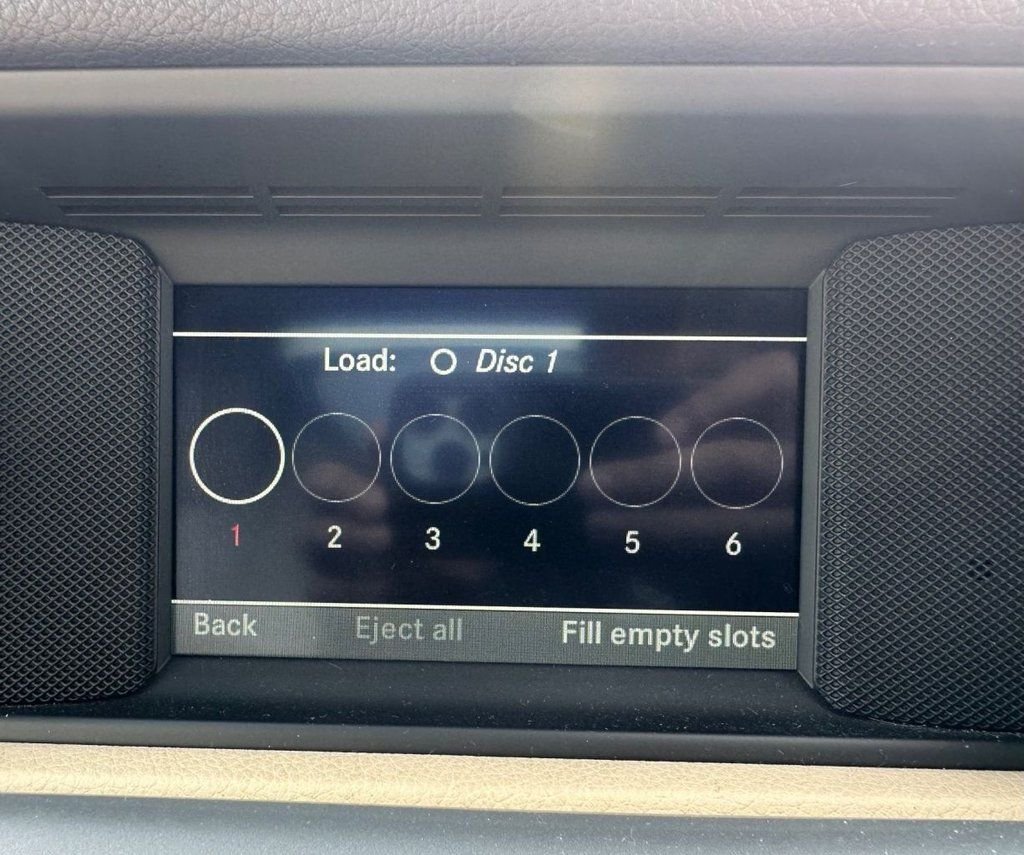 Load: Disc 1
1 2 3 4 5 6
Back Eject all Fill empty slots